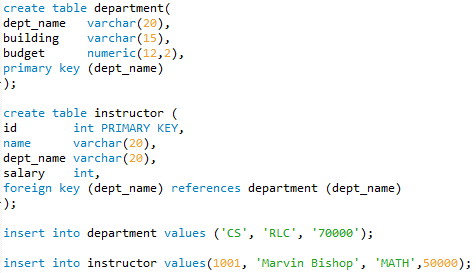 create table department(
dept_name varchar(20),
building varchar(15),
budget numeric(12,2),
primary key (dept_name)
);
create table instructor (
id int PRIMARY KEY,
name varchar(20),
dept_name varchar(20),
salary int,
foreign key (dept_name) references department (dept_name)
);
insert into department values ('CS', 'RLC', '70000');
insert into instructor values(1001, 'Marvin Bishop', 'MATH',50000);